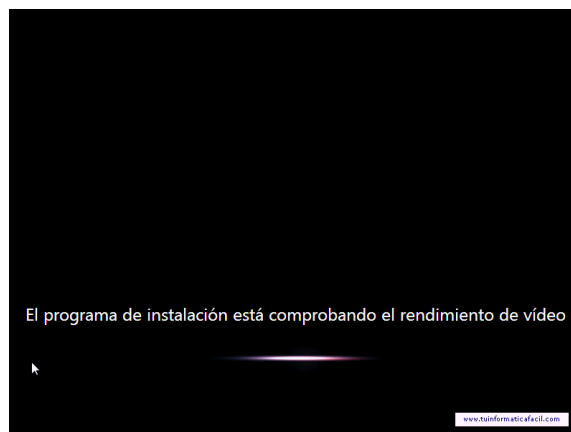 El programa de instalación está comprobando el rendimiento de vídeo
www.tuinformaticafacil.com